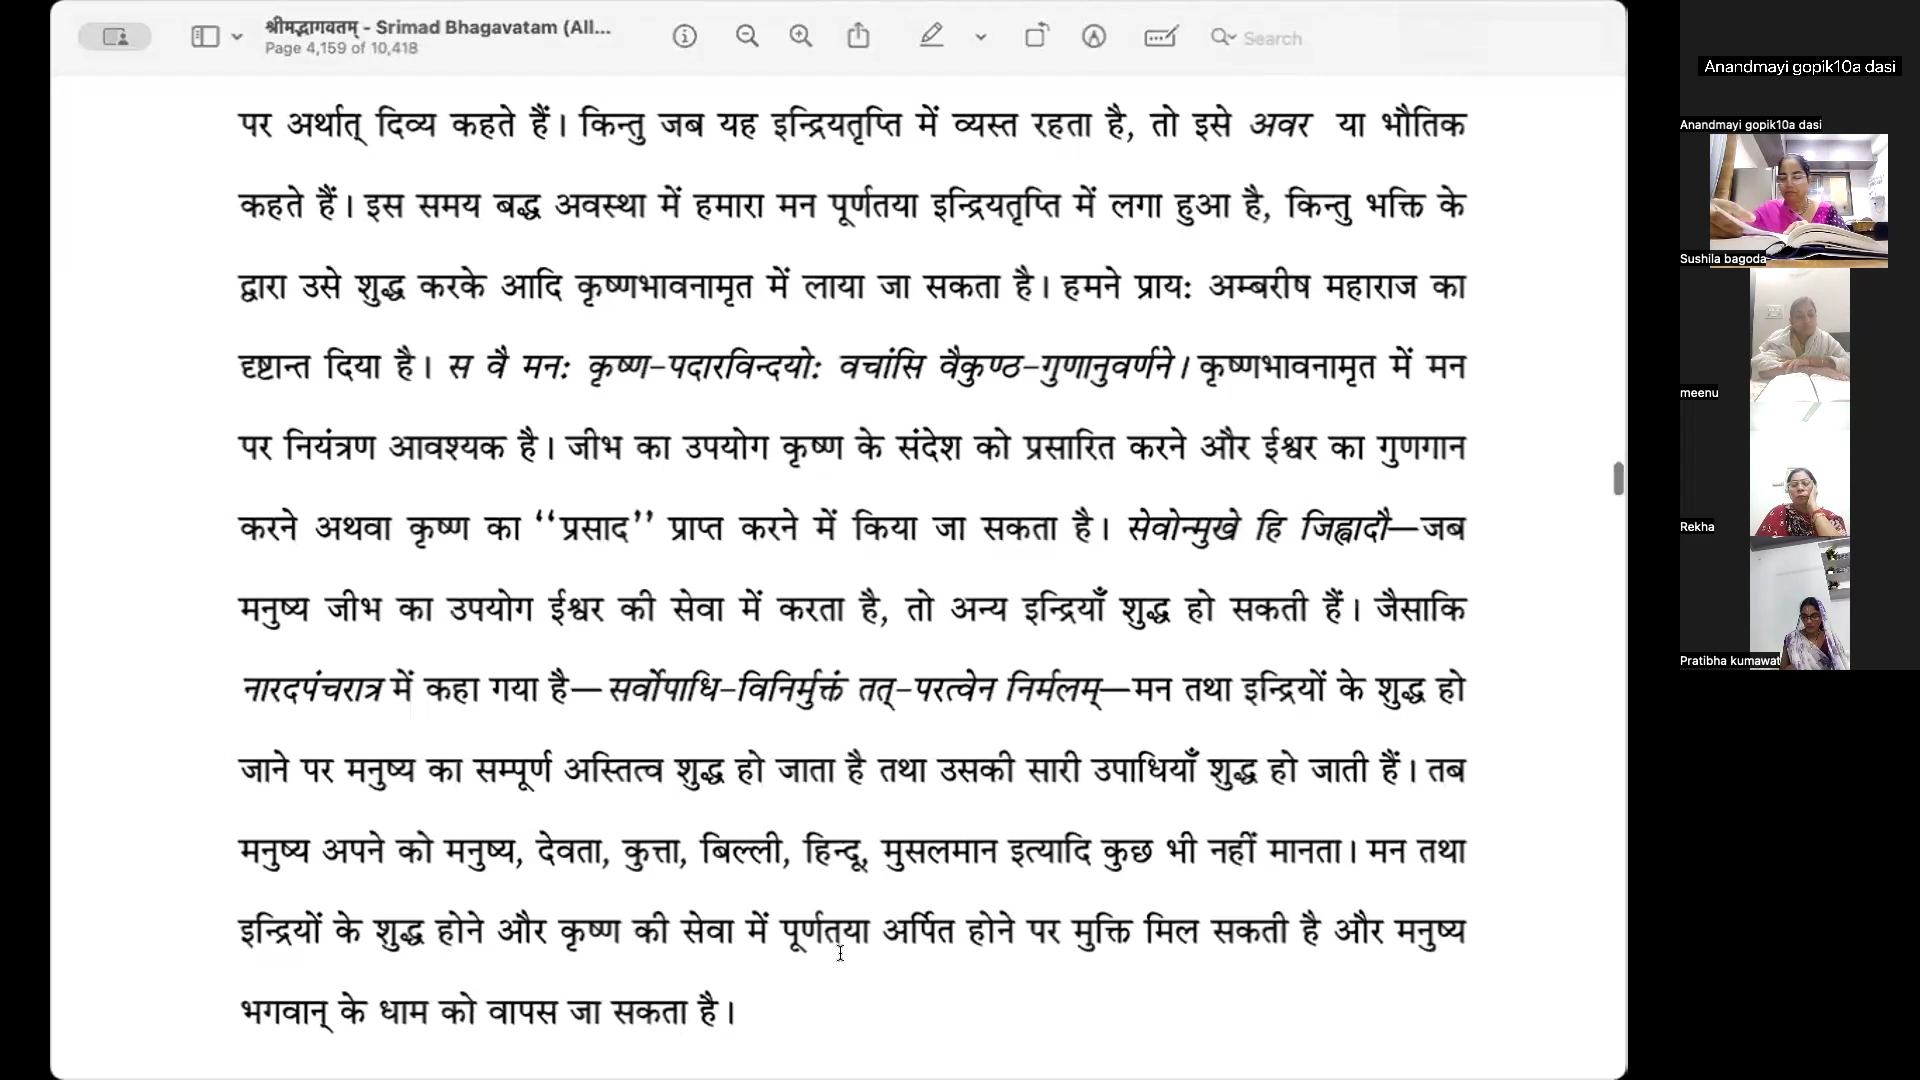 श्रीमद्भागवतम् - Srimad Bhagavatam (All...
Page 4,159 of 10,418
Search
पर अर्थात् दिव्य कहते हैं। किन्तु जब यह इन्द्रियतृप्ति में व्यस्त रहता है, तो इसे अवर या भौतिक
कहते हैं। इस समय बद्ध अवस्था में हमारा मन पूर्णतया इन्द्रियतृप्ति में लगा हुआ है, किन्तु भक्ति के
द्वारा उसे शुद्ध करके आदि कृष्णभावनामृत में लाया जा सकता है। हमने प्राय: अम्बरीष महाराज का
दृष्टान्त दिया है। स वै मन: कृष्ण-पदारविन्दयो: वचांसि वैकुण्ठ-गुणानुवर्णने। कृष्णभावनामृत में मन
पर नियंत्रण आवश्यक है। जीभ का उपयोग कृष्ण के संदेश को प्रसारित करने और ईश्वर का गुणगान
करने अथवा कृष्ण का ‘‘प्रसाद’’ प्राप्त करने में किया जा सकता है। सेवोन्मुखे हि जिह्वादौ—जब
मनुष्य जीभ का उपयोग ईश्वर की सेवा में करता है, तो अन्य इन्द्रियाँ शुद्ध हो सकती हैं। जैसाकि
नारदपंचरात्र में कहा गया है—सर्वोपाधि-विनिर्मुक्तं तत्-परत्वेन निर्मलम्—मन तथा इन्द्रियों के शुद्ध हो
जाने पर मनुष्य का सम्पूर्ण अस्तित्व शुद्ध हो जाता है तथा उसकी सारी उपाधियाँ शुद्ध हो जाती हैं। तब
मनुष्य अपने को मनुष्य, देवता, कुत्ता, बिल्ली, हिन्दू, मुसलमान इत्यादि कुछ भी नहीं मानता। मन तथा
इन्द्रियों के शुद्ध होने और कृष्ण की सेवा में पूर्णतया अर्पित होने पर मुक्ति मिल सकती है और मनुष्य
भगवान् के धाम को वापस जा सकता है।
Anandmayi gopik10a dasi
Anandmayi gopik10a dasi
Sushila bagoda
meenu
Rekha
Pratibha kumawat